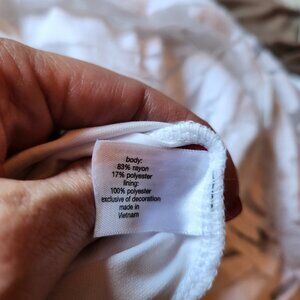 body:
83% rayon
17% polyester
lining:
100% polyester
exclusive of decoration
made in
Vietnam